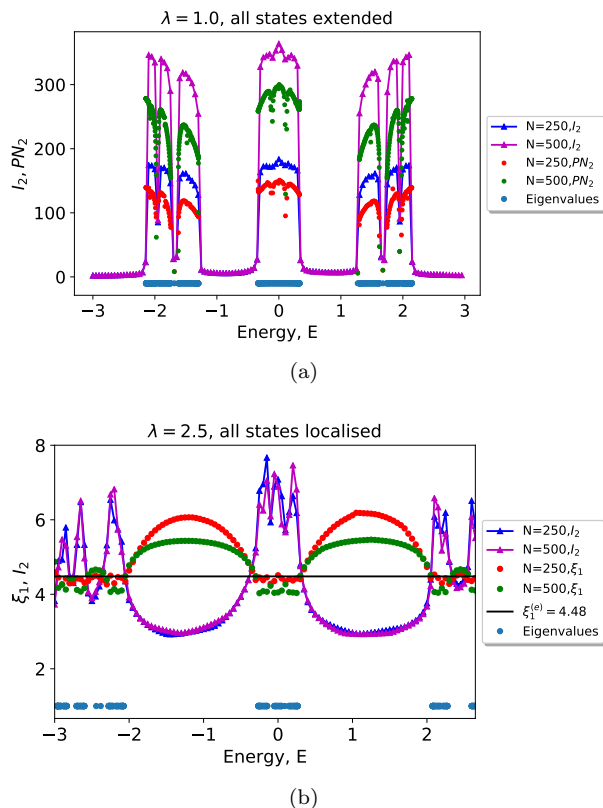 λ = 1.0, all states extended
I₂, PN₂
300
200
100
0
−3
−2
−1
0
1
2
3
Energy, E
N=250,I₂
N=500,I₂
N=250,PN₂
N=500,PN₂
Eigenvalues
(a)
λ = 2.5, all states localised
ξ₁, I₂
8
6
4
2
−3
−2
−1
0
1
2
Energy, E
N=250,I₂
N=500,I₂
N=250,ξ₁
N=500,ξ₁
ξ₁⁽ᵉ⁾ = 4.48
Eigenvalues
(b)